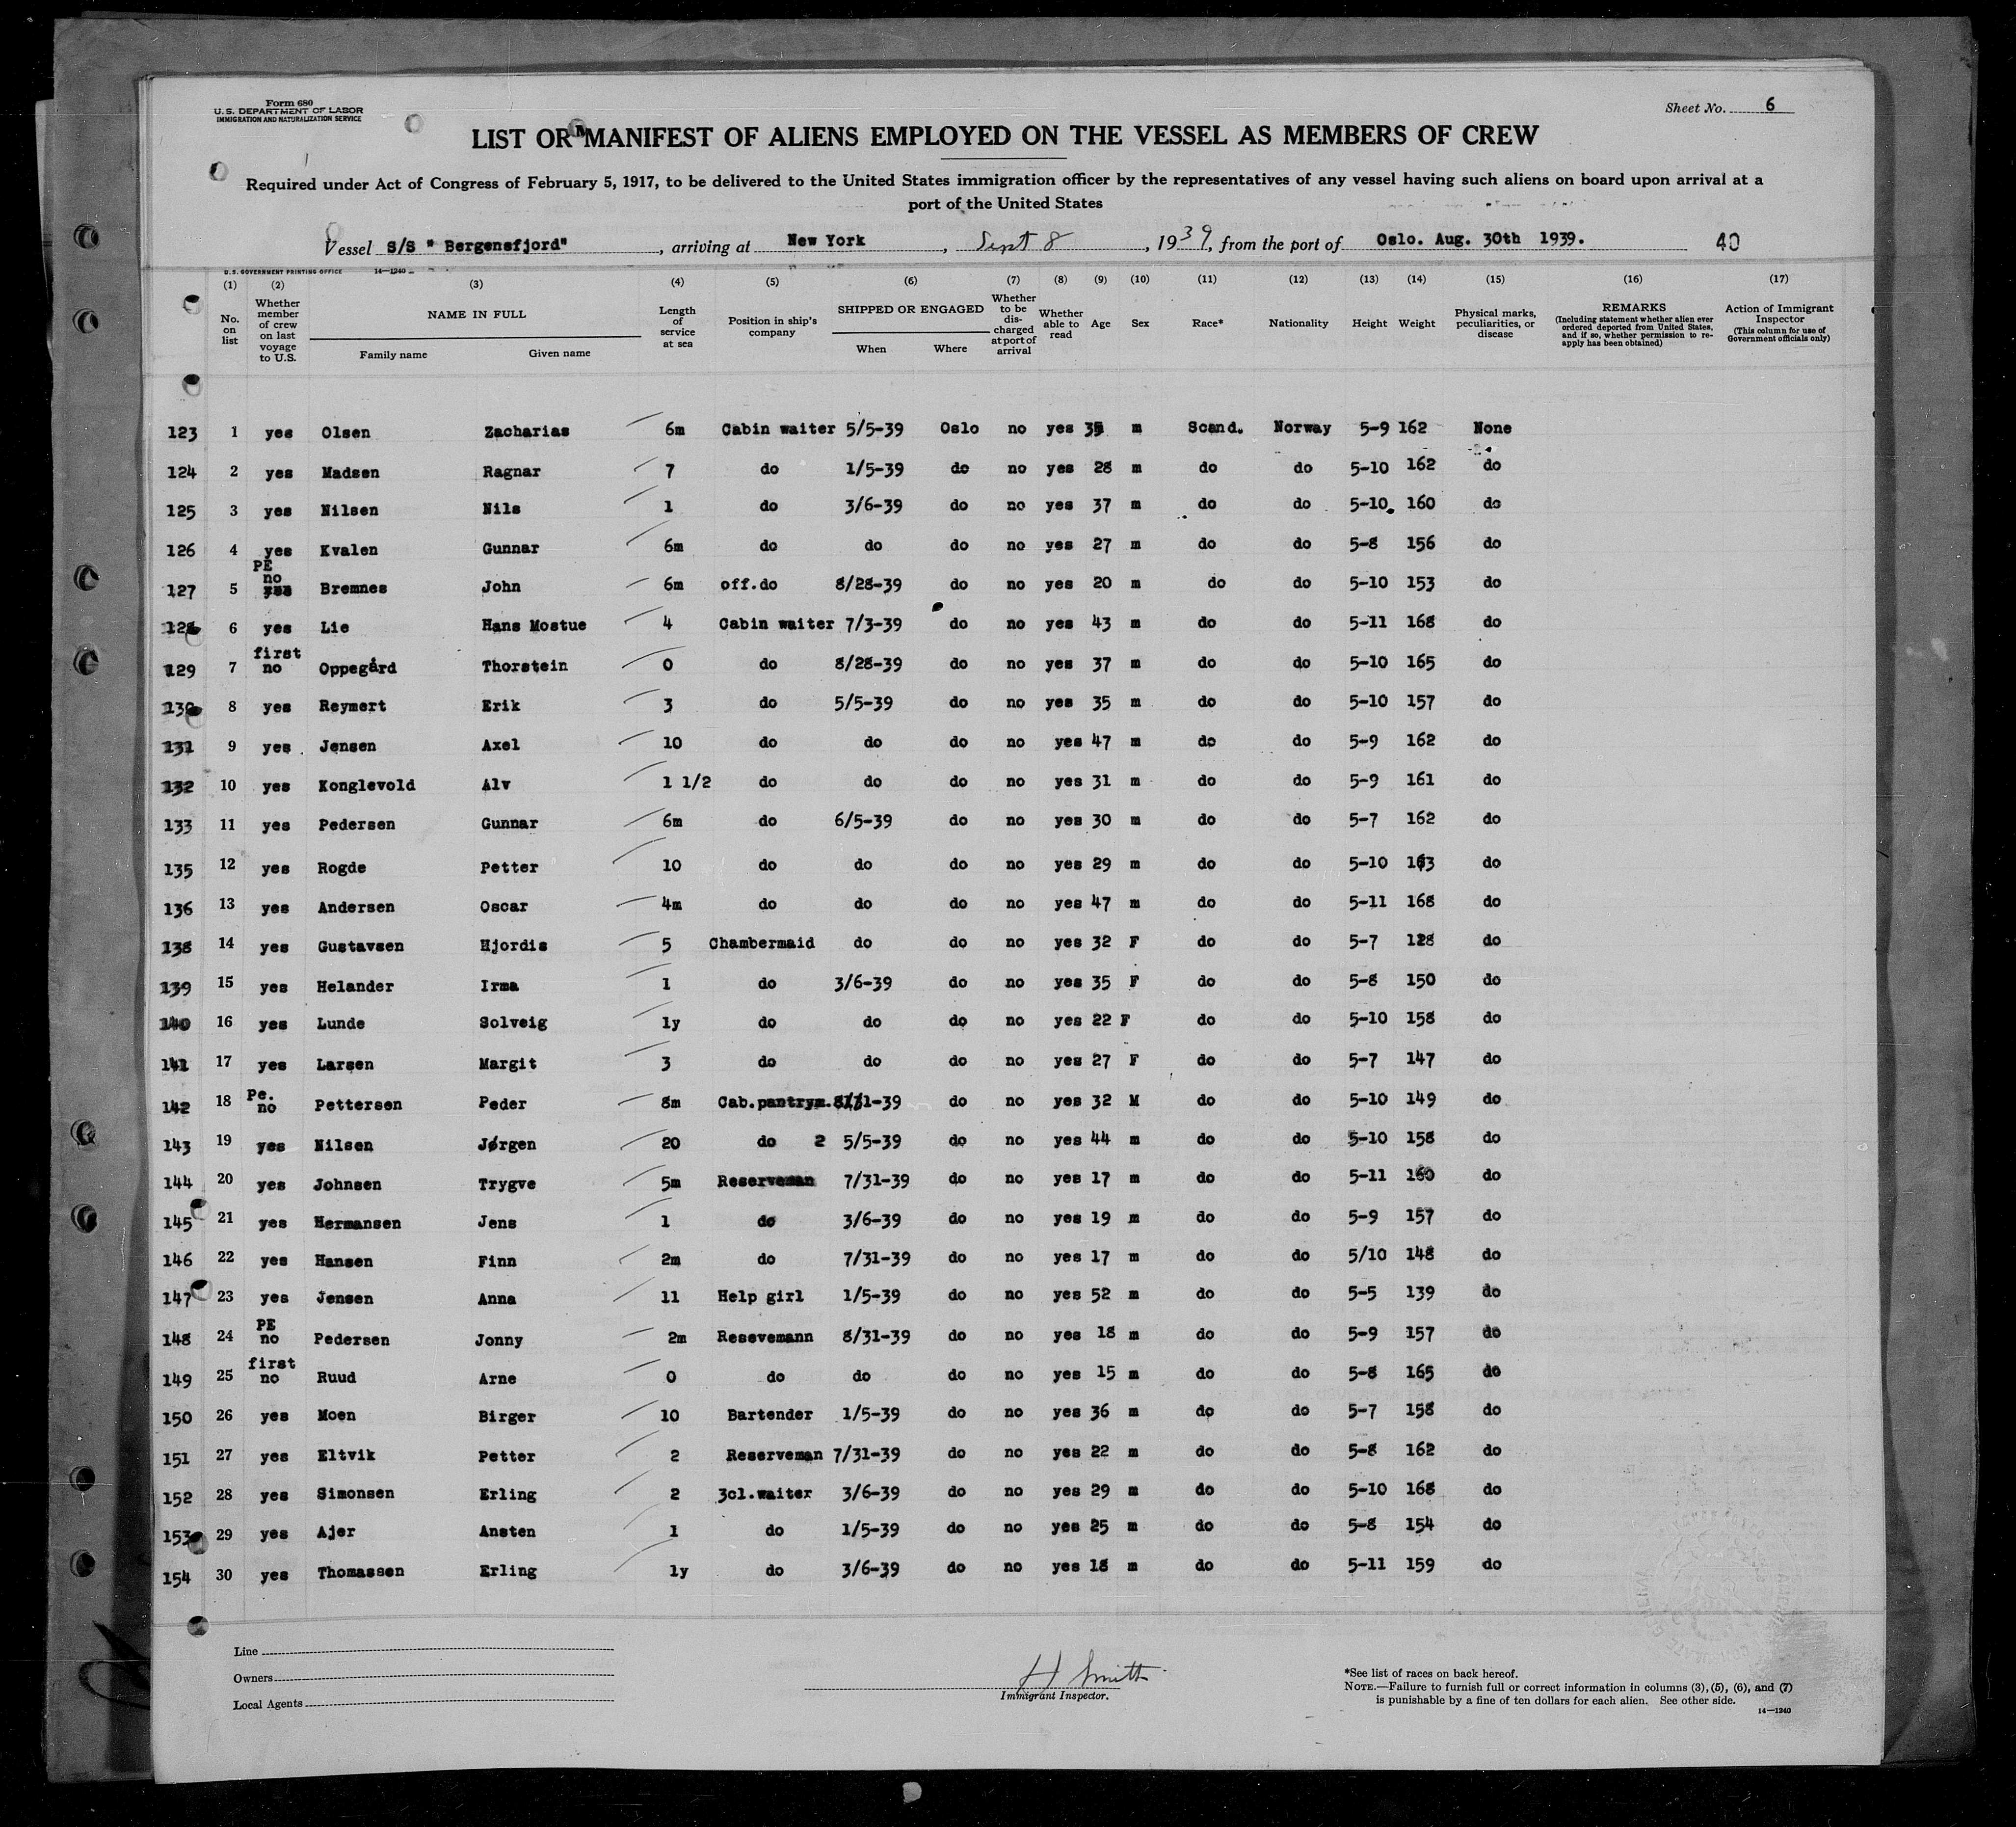 Form 680
U. S. DEPARTMENT OF LABOR
IMMIGRATION AND NATURALIZATION SERVICE
Sheet No. 6
LIST OR MANIFEST OF ALIENS EMPLOYED ON THE VESSEL AS MEMBERS OF CREW
Required under Act of Congress of February 5, 1917, to be delivered to the United States immigration officer by the representatives of any vessel having such aliens on board upon arrival at a
port of the United States
Vessel S/S " Bergensfjord" , arriving at New York , Sept 8 , 1939, from the port of Oslo. Aug. 30th 1939. 40
U. S. GOVERNMENT PRINTING OFFICE 14—1240
(1) (2) (3) (4) (5) (6) (7) (8) (9) (10) (11) (12) (13) (14) (15) (16) (17)
No. on list Whether member of crew on last voyage to U.S. NAME IN FULL Family name Given name Length of service at sea Position in ship's company SHIPPED OR ENGAGED When Where Whether to be discharged at port of arrival Whether able to read Age Sex Race* Nationality Height Weight Physical marks, peculiarities, or disease REMARKS (Including statement whether alien ever ordered deported from United States, and if so, whether permission to reapply has been obtained) Action of Immigrant Inspector (This column for use of Government officials only)
123 1 yes Olsen Zacharias 6m Cabin waiter 5/5-39 Oslo no yes 35 m Scand. Norway 5-9 162 None
124 2 yes Madsen Ragnar 7 do 1/5-39 do no yes 28 m do do 5-10 162 do
125 3 yes Nilsen Nils 1 do 3/6-39 do no yes 37 m do do 5-10 160 do
126 4 yes Kvalen Gunnar 6m do do do no yes 27 m do do 5-8 156 do
127 5 PE no Bremnes John 6m off.do 8/28-39 do no yes 20 m do do 5-10 153 do
128 6 yes Lie Hans Mostue 4 Cabin waiter 7/3-39 do no yes 43 m do do 5-11 168 do
129 7 first no Oppegård Thorstein 0 do 8/28-39 do no yes 37 m do do 5-10 165 do
130 8 yes Reymert Erik 3 do 5/5-39 do no yes 35 m do do 5-10 157 do
131 9 yes Jensen Axel 10 do do do no yes 47 m do do 5-9 162 do
132 10 yes Konglevold Alv 1 1/2 do do do no yes 31 m do do 5-9 161 do
133 11 yes Pedersen Gunnar 6m do 6/5-39 do no yes 30 m do do 5-7 162 do
135 12 yes Rogde Petter 10 do do do no yes 29 m do do 5-10 163 do
136 13 yes Andersen Oscar 4m do do do no yes 47 m do do 5-11 168 do
138 14 yes Gustavsen Hjordis 5 Chambermaid do do no yes 32 F do do 5-7 128 do
139 15 yes Helander Irma 1 do 3/6-39 do no yes 35 F do do 5-8 150 do
140 16 yes Lunde Solveig 1y do do do no yes 22 F do do 5-10 158 do
141 17 yes Larsen Margit 3 do do do no yes 27 F do do 5-7 147 do
142 18 Pe. no Pettersen Peder 8m Cab.pantrym. do no yes 32 M do do 5-10 149 do
143 19 yes Nilsen Jørgen 20 do 2 5/5-39 do no yes 44 m do do 5-10 158 do
144 20 yes Johnsen Trygve 5m Reserveman 7/31-39 do no yes 17 m do do 5-11 160 do
145 21 yes Hermansen Jens 1 do 3/6-39 do no yes 19 m do do 5-9 157 do
146 22 yes Hansen Finn 2m do 7/31-39 do no yes 17 m do do 5/10 148 do
147 23 yes Jensen Anna 11 Help girl 1/5-39 do no yes 52 m do do 5-5 139 do
148 24 PE no Pedersen Jonny 2m Resevemann 8/31-39 do no yes 18 m do do 5-9 157 do
149 25 first no Ruud Arne 0 do do do no yes 15 m do do 5-8 165 do
150 26 yes Moen Birger 10 Bartender 1/5-39 do no yes 36 m do do 5-7 158 do
151 27 yes Eltvik Petter 2 Reserveman 7/31-39 do no yes 22 m do do 5-8 162 do
152 28 yes Simonsen Erling 2 3cl.waiter 3/6-39 do no yes 29 m do do 5-10 168 do
153 29 yes Ajer Ansten 1 do 1/5-39 do no yes 25 m do do 5-8 154 do
154 30 yes Thomassen Erling 1y do 3/6-39 do no yes 18 m do do 5-11 159 do
Line
Owners
Local Agents
H Smith
Immigrant Inspector.
*See list of races on back hereof.
NOTE.—Failure to furnish full or correct information in columns (3), (5), (6), and (7)
is punishable by a fine of ten dollars for each alien. See other side.
14—1240